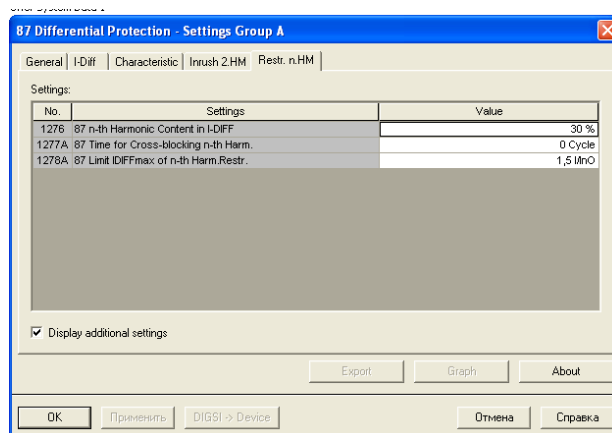 87 Differential Protection - Settings Group A
General I-Diff Characteristic Inrush 2.HM Restr. n.HM
Settings:
No. Settings Value
1276 87 n-th Harmonic Content in I-DIFF 30 %
1277A 87 Time for Cross-blocking n-th Harm. 0 Cycle
1278A 87 Limit IDIFFmax of n-th Harm.Restr. 1,5 I/InO
Display additional settings
Export Graph About
OK Применить DIGSI -> Device Отмена Справка